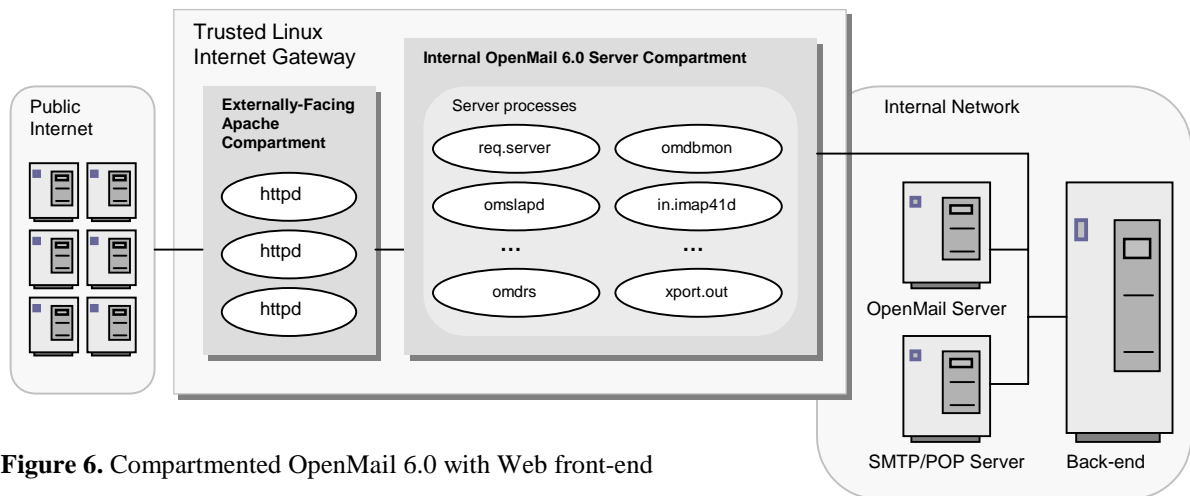 Trusted Linux
Internet Gateway
Public
Internet
Externally-Facing
Apache
Compartment
httpd
httpd
httpd
Internal OpenMail 6.0 Server Compartment
Server processes
req.server
omdbmon
omslapd
in.imap41d
...
...
omdrs
xport.out
Internal Network
OpenMail Server
SMTP/POP Server
Back-end
Figure 6. Compartmented OpenMail 6.0 with Web front-end